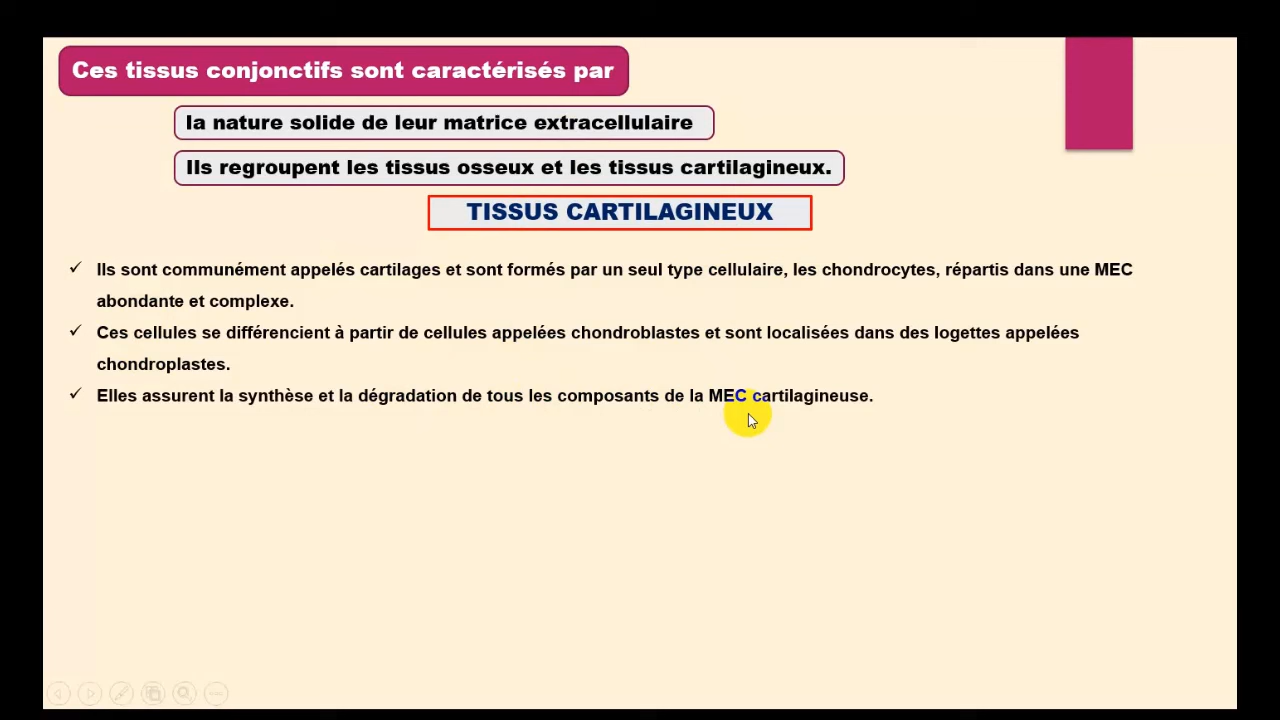 Ces tissus conjonctifs sont caractérisés par
la nature solide de leur matrice extracellulaire
Ils regroupent les tissus osseux et les tissus cartilagineux.
TISSUS CARTILAGINEUX
✓ Ils sont communément appelés cartilages et sont formés par un seul type cellulaire, les chondrocytes, répartis dans une MEC
abondante et complexe.
✓ Ces cellules se différencient à partir de cellules appelées chondroblastes et sont localisées dans des logettes appelées
chondroplastes.
✓ Elles assurent la synthèse et la dégradation de tous les composants de la MEC cartilagineuse.